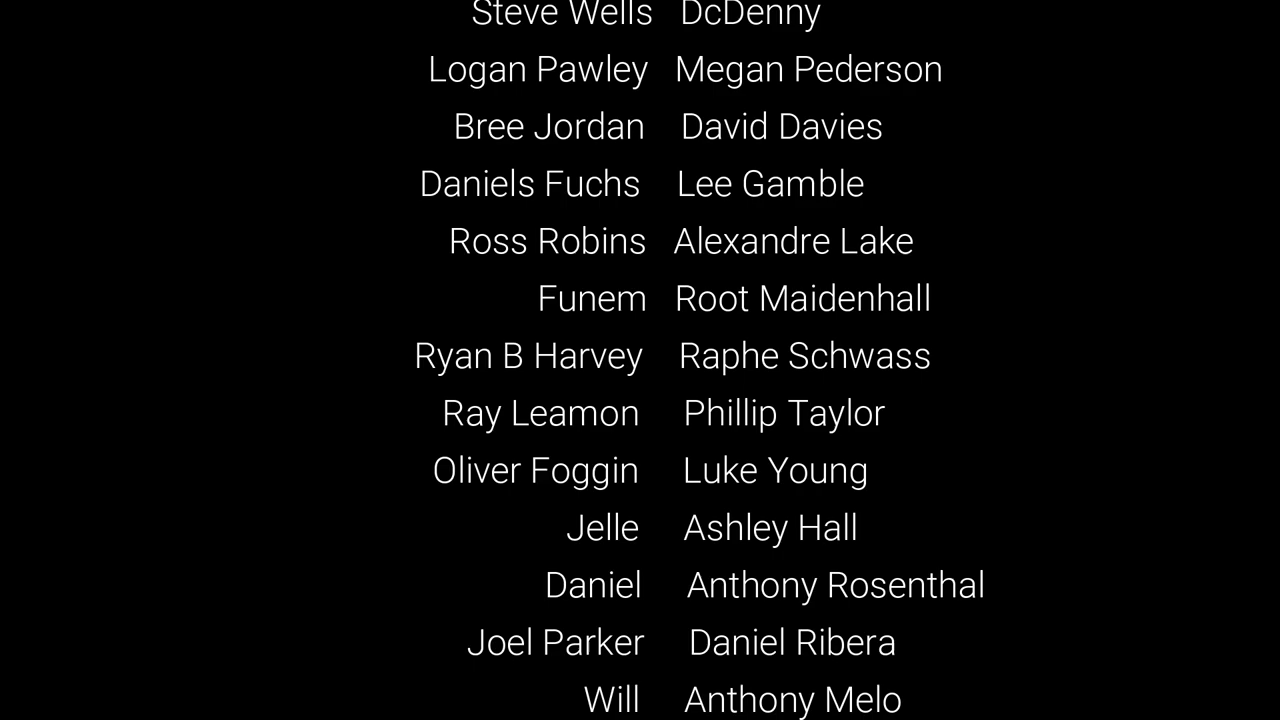 Steve Wells DcDenny
Logan Pawley Megan Pederson
Bree Jordan David Davies
Daniels Fuchs Lee Gamble
Ross Robins Alexandre Lake
Funem Root Maidenhall
Ryan B Harvey Raphe Schwass
Ray Leamon Phillip Taylor
Oliver Foggin Luke Young
Jelle Ashley Hall
Daniel Anthony Rosenthal
Joel Parker Daniel Ribera
Will Anthony Melo